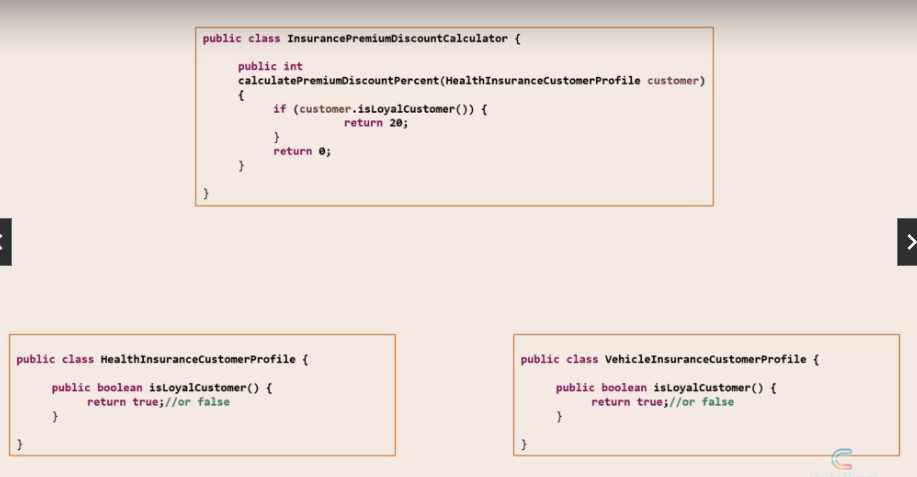 public class InsurancePremiumDiscountCalculator {
public int
calculatePremiumDiscountPercent(HealthInsuranceCustomerProfile customer)
{
if (customer.isLoyalCustomer()) {
return 20;
}
return 0;
}
}
public class HealthInsuranceCustomerProfile {
public boolean isLoyalCustomer() {
return true;//or false
}
}
public class VehicleInsuranceCustomerProfile {
public boolean isLoyalCustomer() {
return true;//or false
}
}